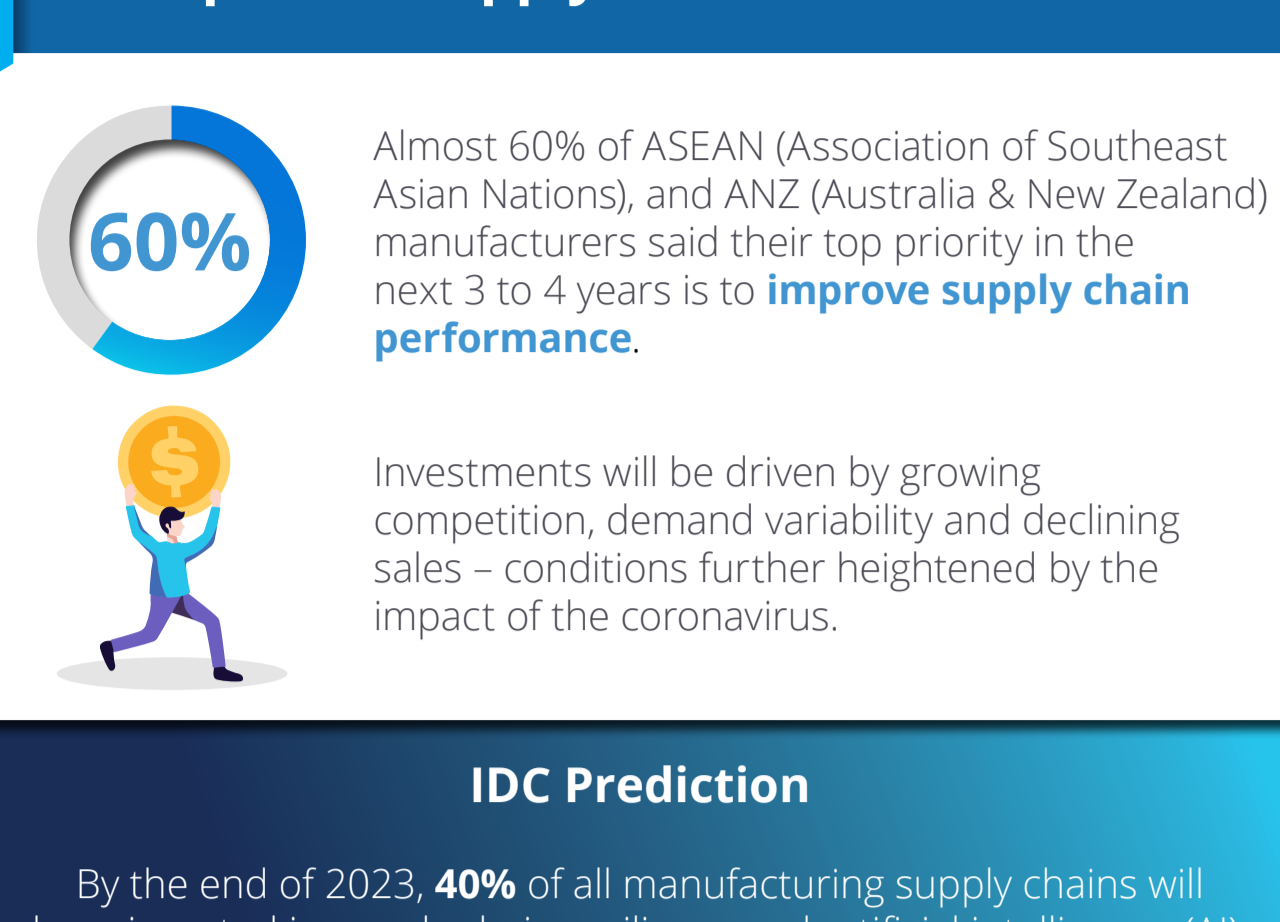 60%
Almost 60% of ASEAN (Association of Southeast
Asian Nations), and ANZ (Australia & New Zealand)
manufacturers said their top priority in the
next 3 to 4 years is to improve supply chain
performance.
$
Investments will be driven by growing
competition, demand variability and declining
sales – conditions further heightened by the
impact of the coronavirus.
IDC Prediction
By the end of 2023, 40% of all manufacturing supply chains will